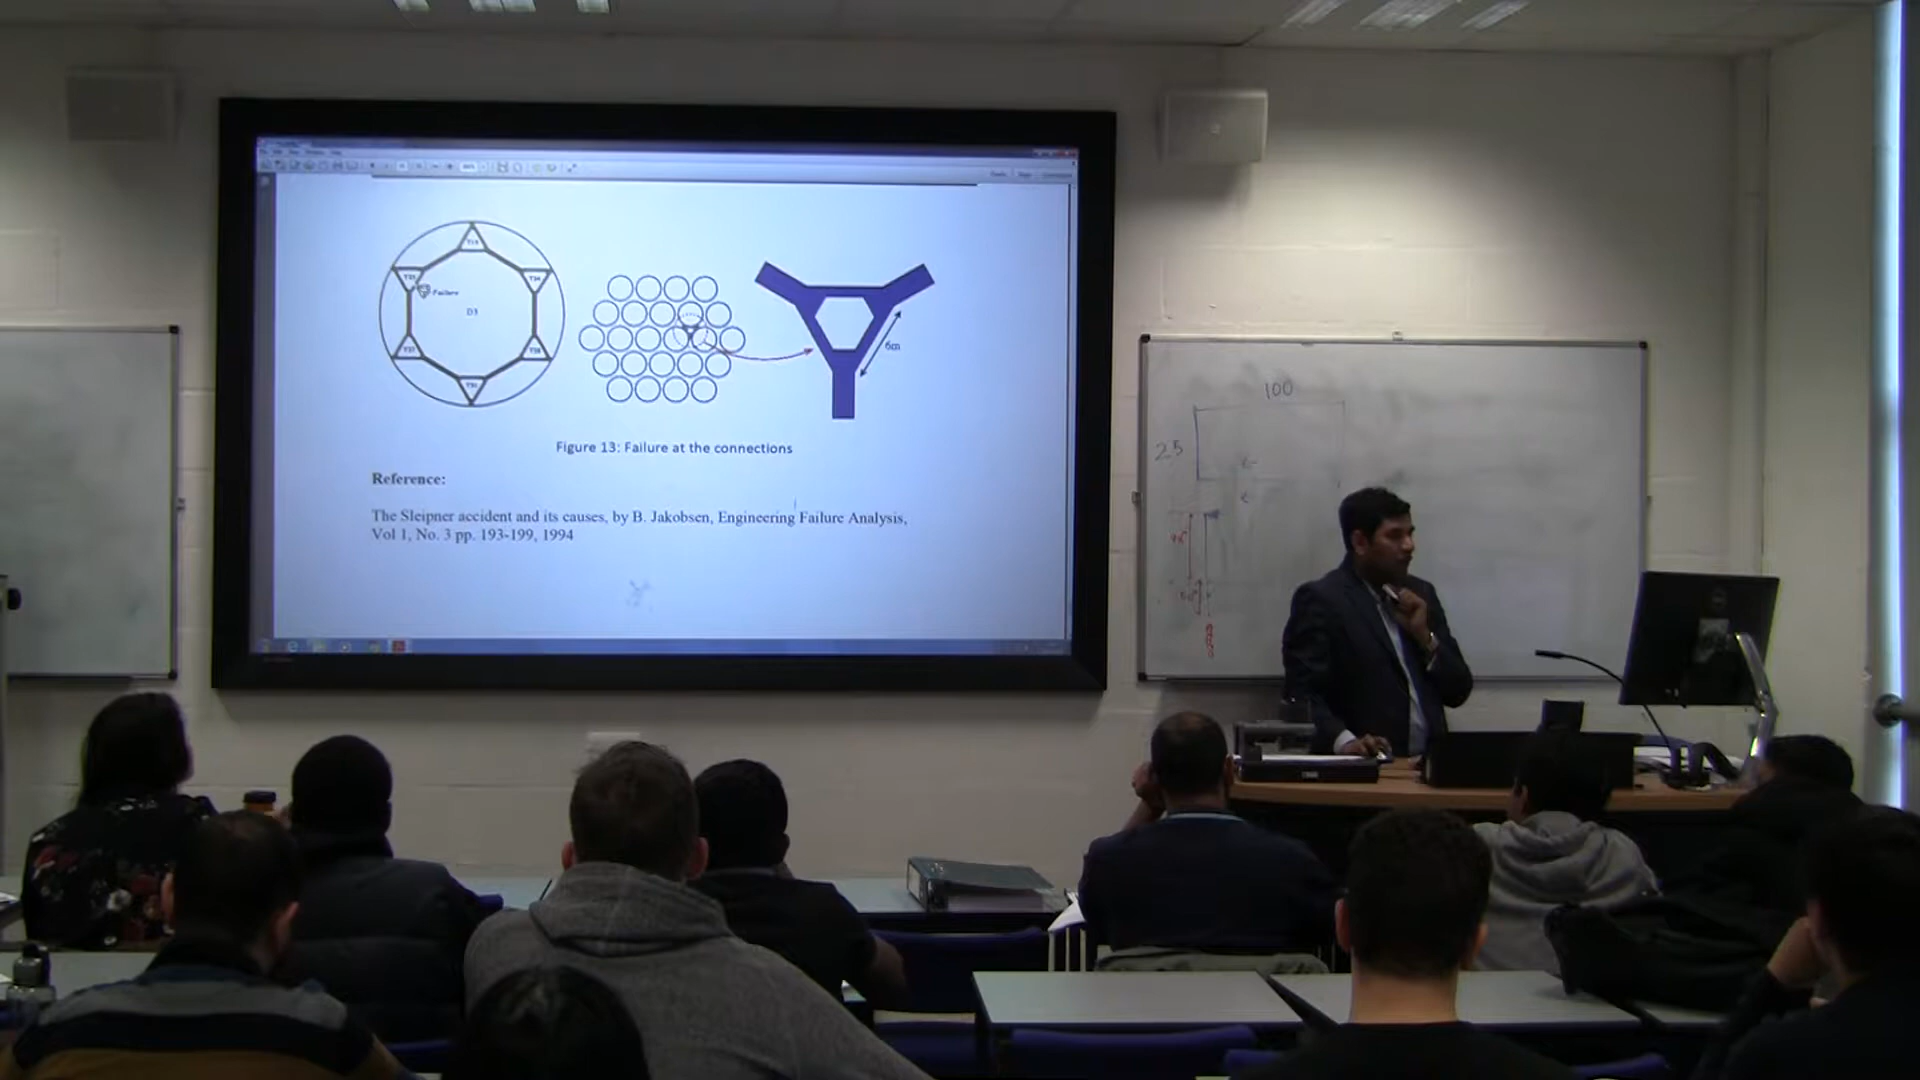 T23
Failure
D3
6m
Figure 13: Failure at the connections
Reference:
The Sleipner accident and its causes, by B. Jakobsen, Engineering Failure Analysis,
Vol 1, No. 3 pp. 193-199, 1994
100
25